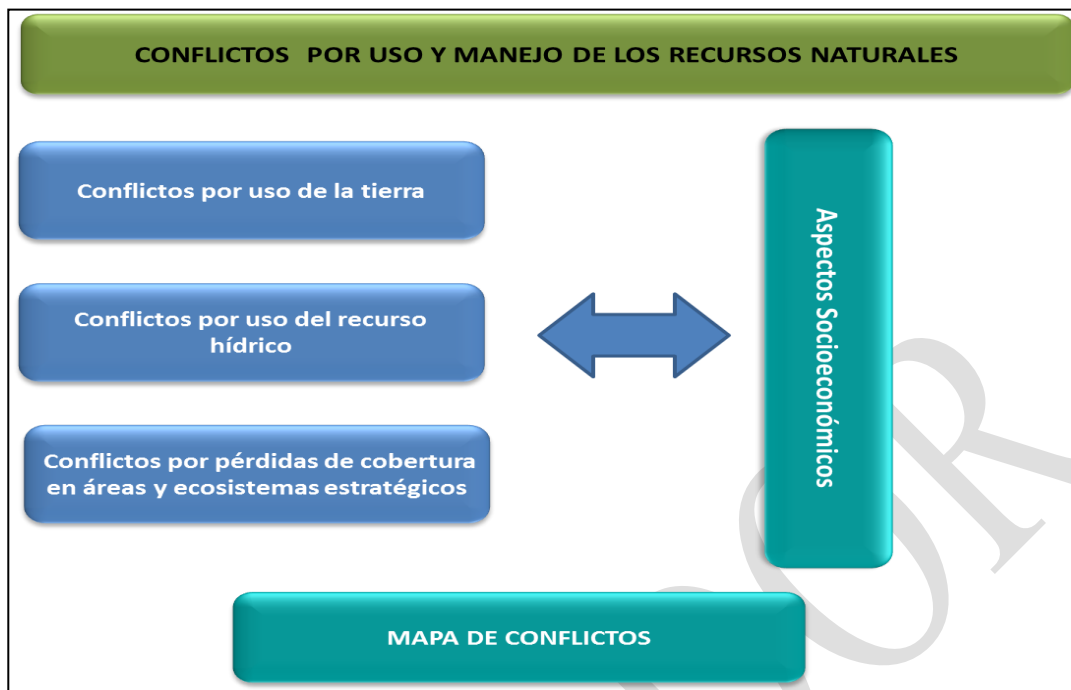 CONFLICTOS POR USO Y MANEJO DE LOS RECURSOS NATURALES
Conflictos por uso de la tierra
Conflictos por uso del recurso
hídrico
Conflictos por pérdidas de cobertura
en áreas y ecosistemas estratégicos
Aspectos Socioeconómicos
MAPA DE CONFLICTOS